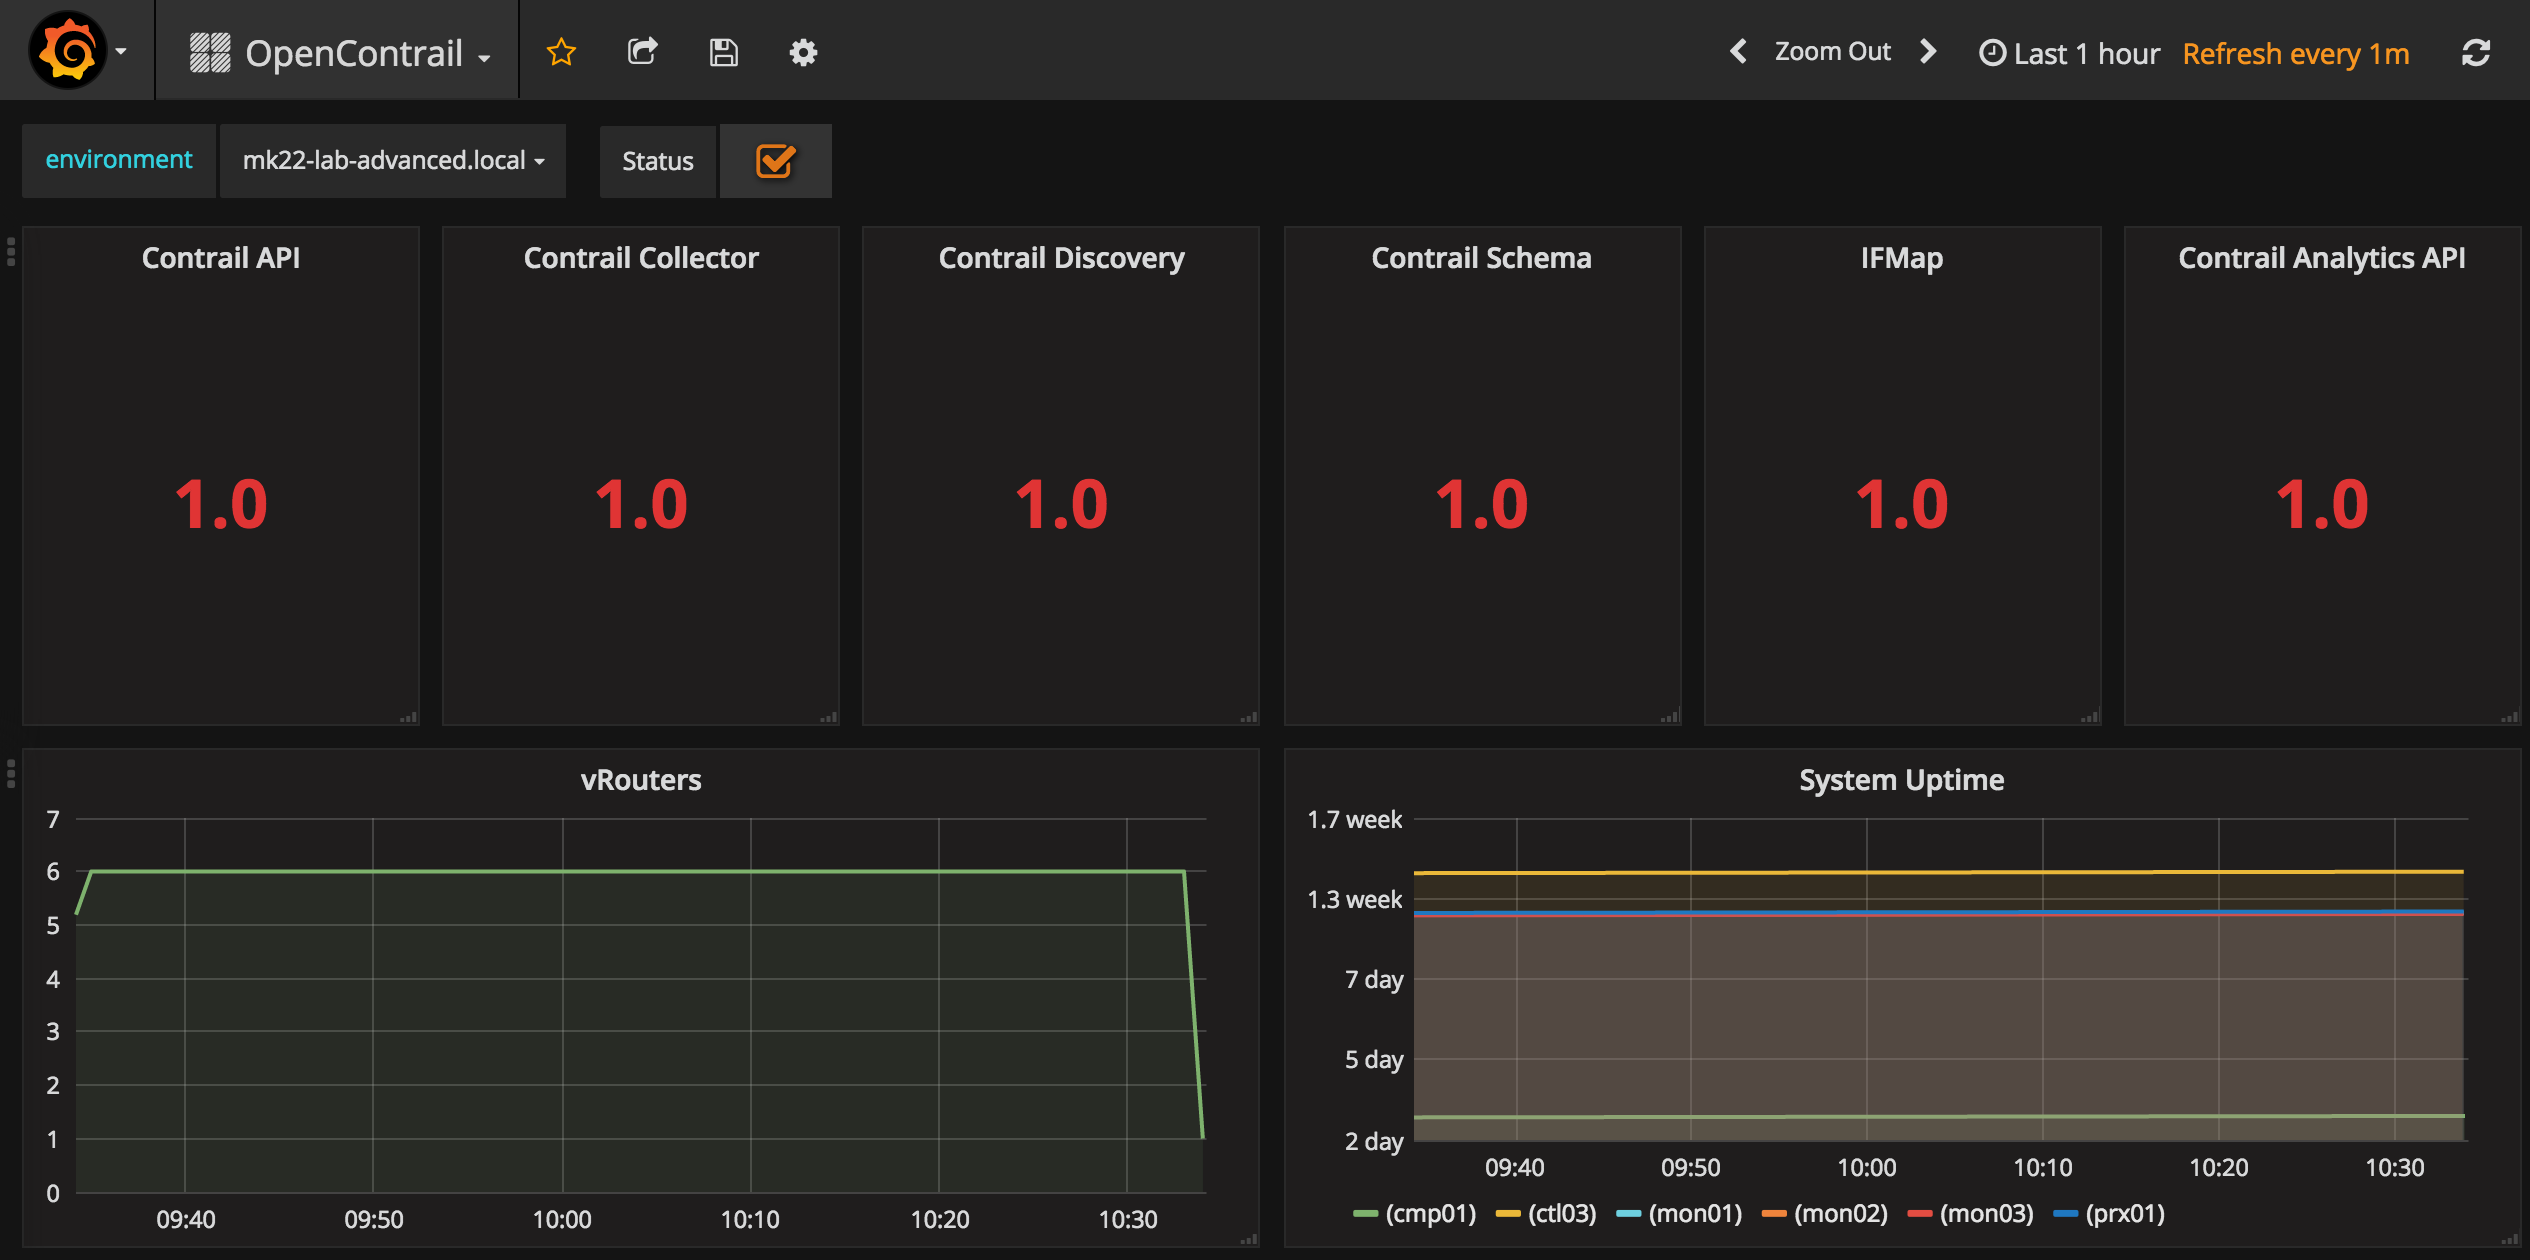 OpenContrail
Zoom Out
Last 1 hour Refresh every 1m
environment mk22-lab-advanced.local Status
Contrail API
1.0
Contrail Collector
1.0
Contrail Discovery
1.0
Contrail Schema
1.0
IFMap
1.0
Contrail Analytics API
1.0
vRouters
7
6
5
4
3
2
1
0
09:40 09:50 10:00 10:10 10:20 10:30
System Uptime
1.7 week
1.3 week
7 day
5 day
2 day
09:40 09:50 10:00 10:10 10:20 10:30
(cmp01) (ctl03) (mon01) (mon02) (mon03) (prx01)